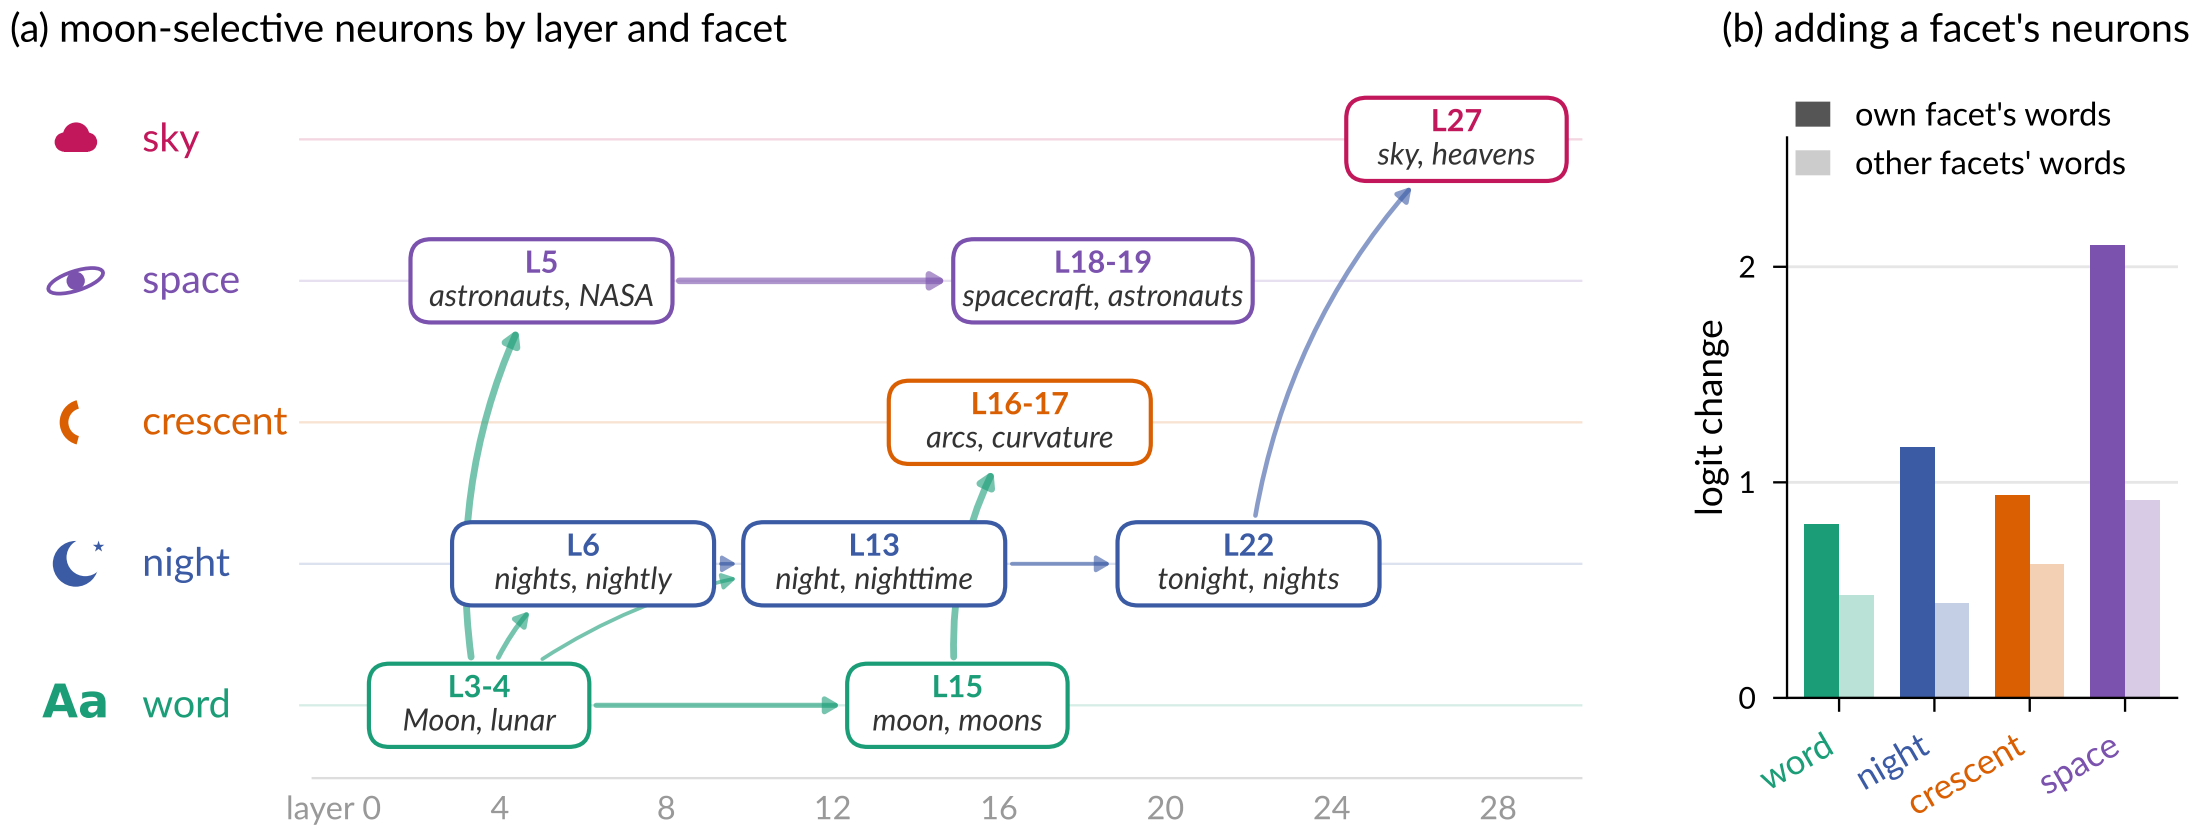 (a) moon-selective neurons by layer and facet
sky
L27
sky, heavens
space
L5
astronauts, NASA
L18-19
spacecraft, astronauts
crescent
L16-17
arcs, curvature
night
L6
nights, nightly
L13
night, nighttime
L22
tonight, nights
Aa word
L3-4
Moon, lunar
L15
moon, moons
layer 0 4 8 12 16 20 24 28
(b) adding a facet's neurons
own facet's words
other facets' words
logit change
2
1
0
word
night
crescent
space